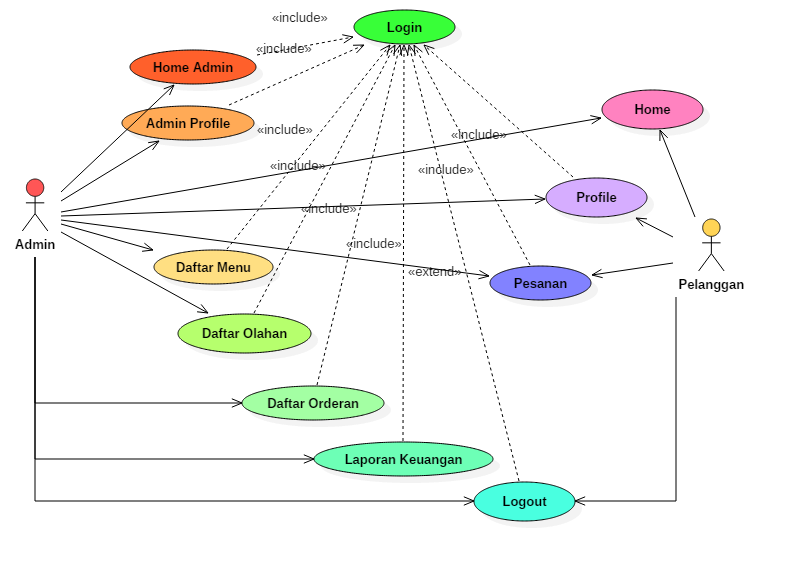 «include»
Login
«include»
Home Admin
Home
Admin Profile
«include»
«include»
«include»
«include»
Profile
«include»
Admin
«include»
Daftar Menu
«extend»
Pesanan
Pelanggan
Daftar Olahan
Daftar Orderan
Laporan Keuangan
Logout